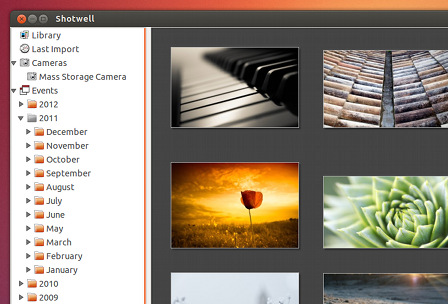 Shotwell
Library
Last Import
Cameras
Mass Storage Camera
Events
2012
2011
December
November
October
September
August
July
June
May
March
February
January
2010
2009